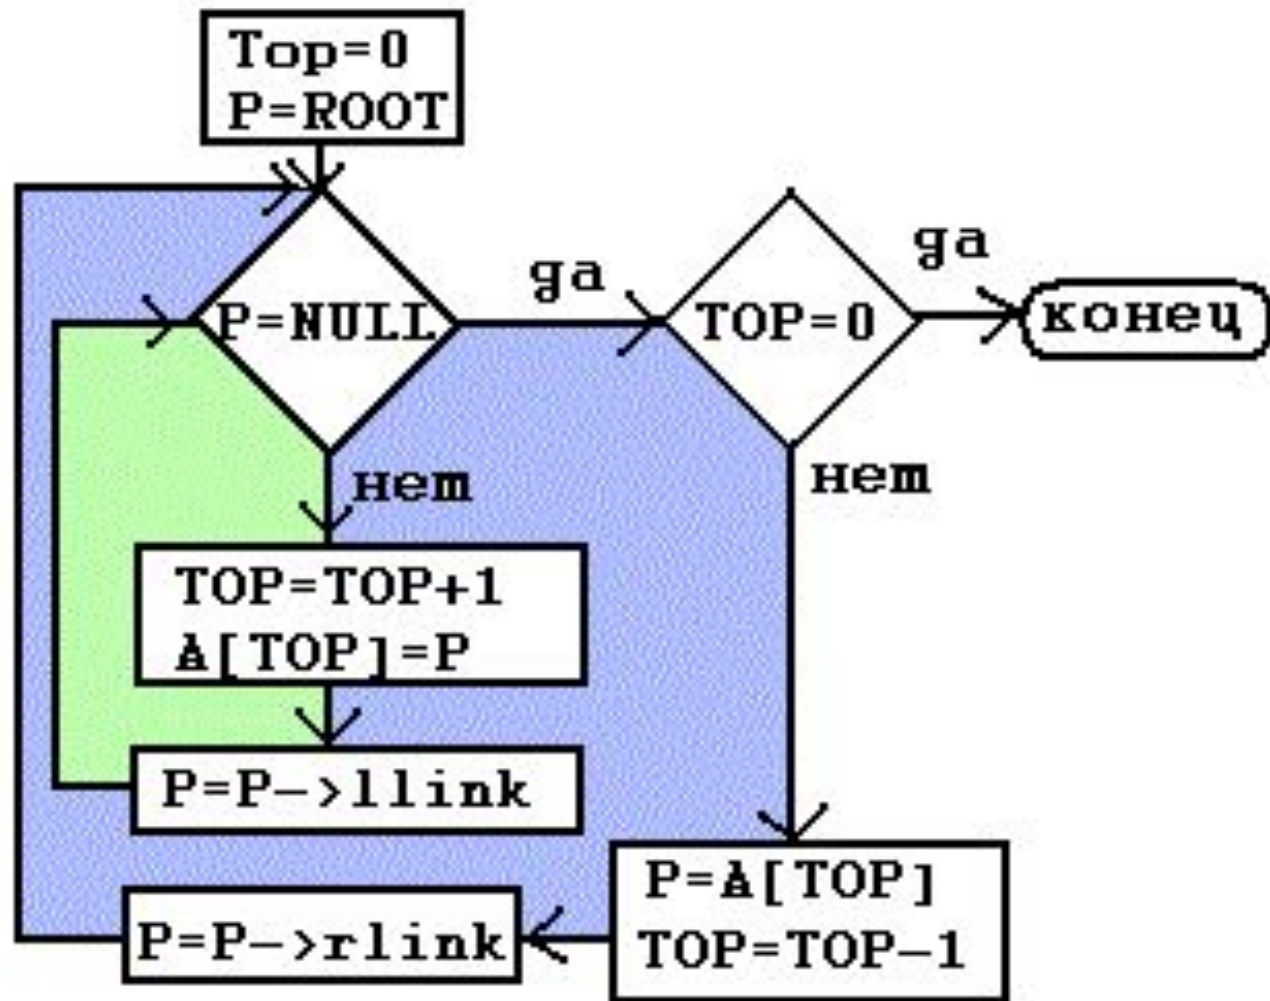 Top=0
P=ROOT
P=NULL
да
TOP=0
да
конец
нет
нет
TOP=TOP+1
A[TOP]=P
P=P->llink
P=A[TOP]
TOP=TOP-1
P=P->rlink